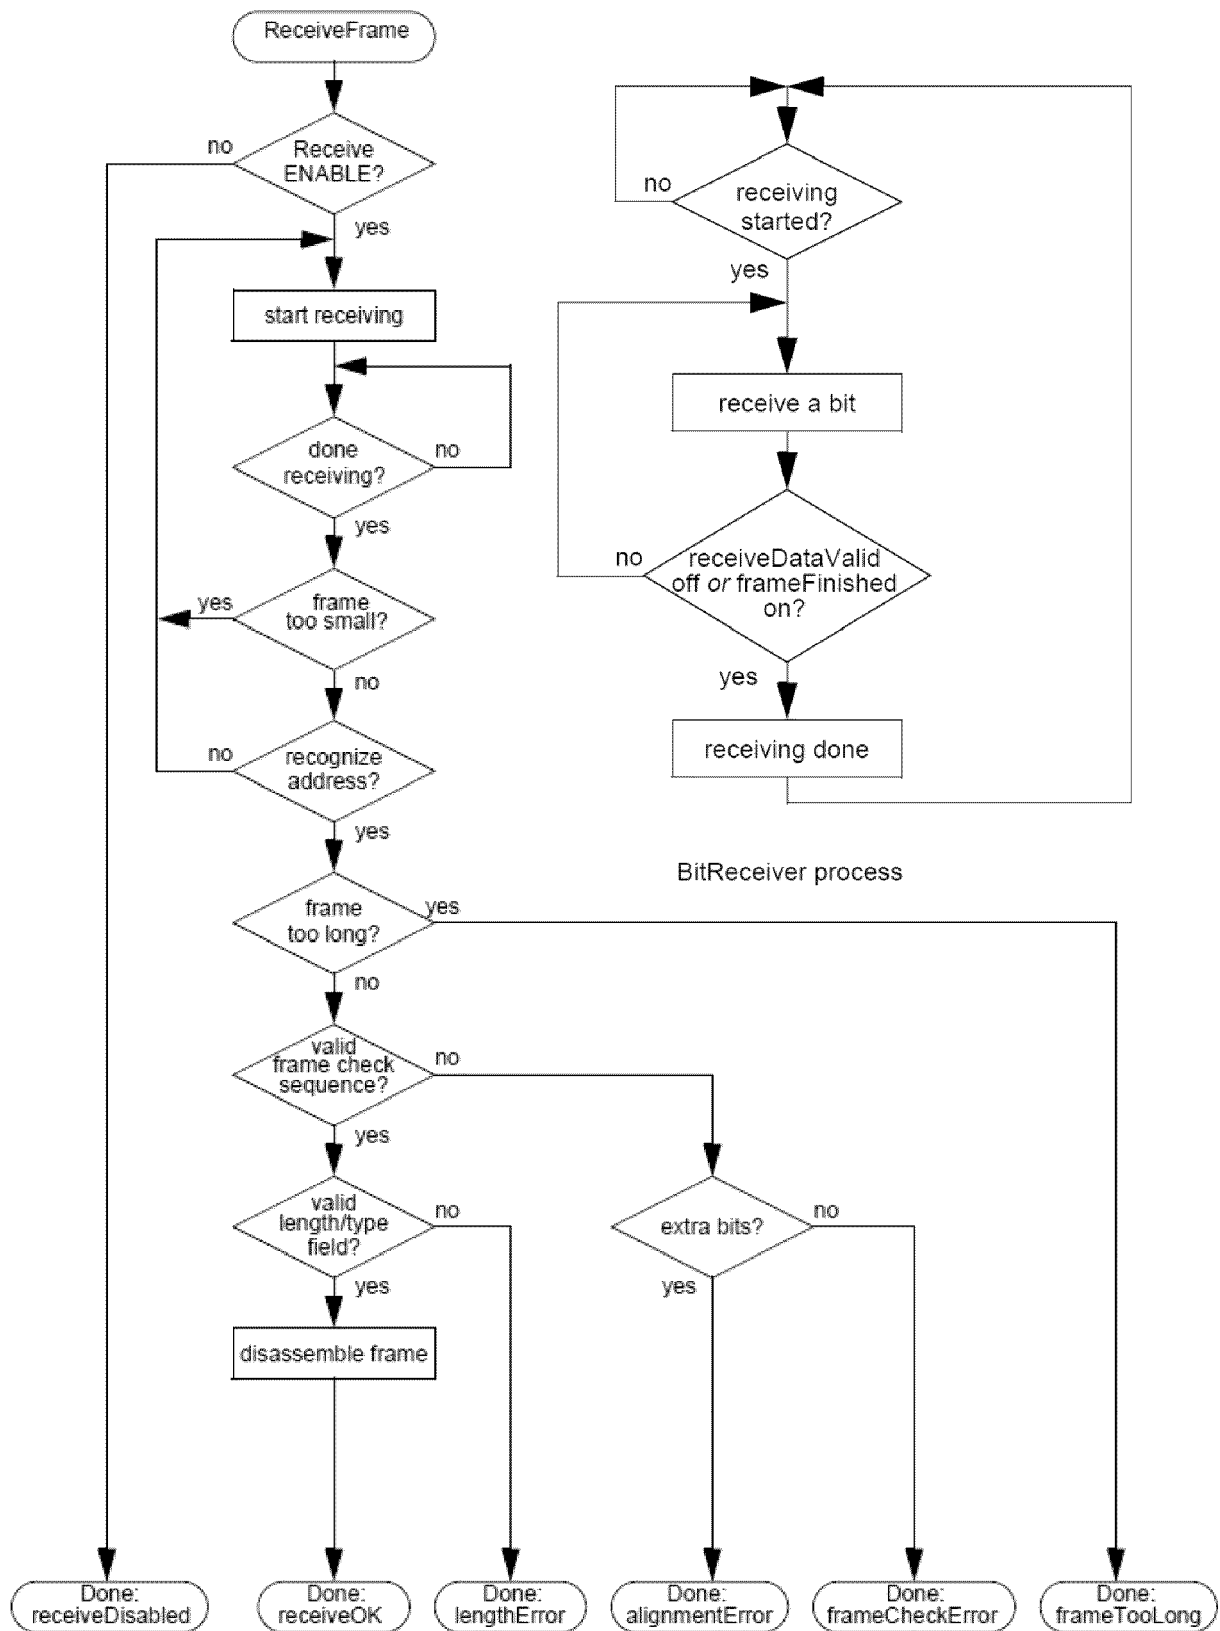 ReceiveFrame
no
Receive
ENABLE?
yes
start receiving
done
receiving?
no
yes
yes
frame
too small?
no
no
recognize
address?
yes
frame
too long?
yes
no
valid
frame check
sequence?
no
yes
valid
length/type
field?
no
yes
disassemble frame
extra bits?
no
yes
receiving
started?
no
yes
receive a bit
no
receiveDataValid
off or frameFinished
on?
yes
receiving done
BitReceiver process
Done:
receiveDisabled
Done:
receiveOK
Done:
lengthError
Done:
alignmentError
Done:
frameCheckError
Done:
frameTooLong